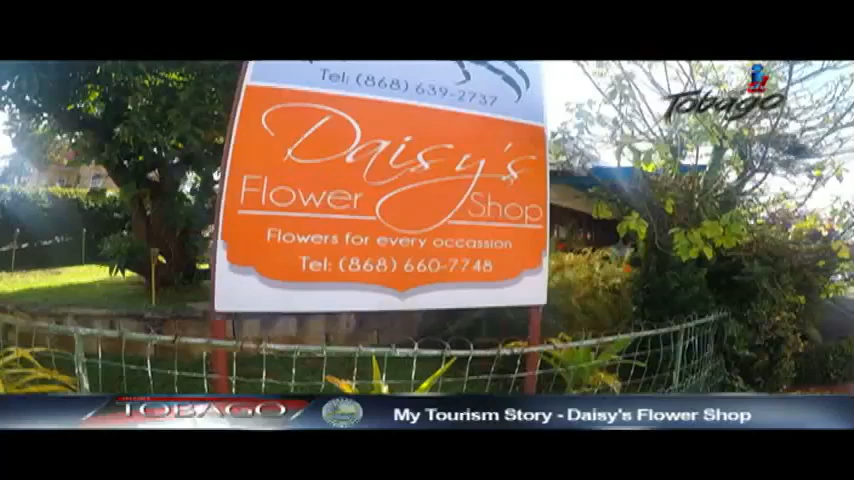 Tel: (868) 639-2737
Tobago
Daisy's
Flower Shop
Flowers for every occassion
Tel: (868) 660-7748
TOBAGO
My Tourism Story - Daisy's Flower Shop